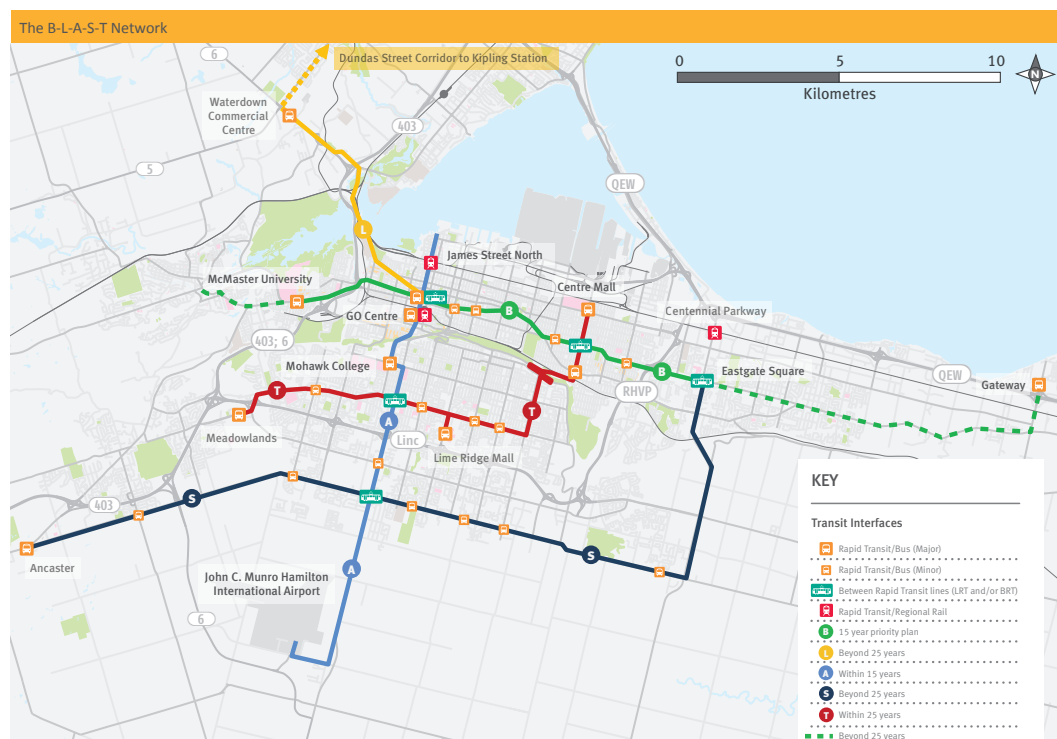 The B-L-A-S-T Network
6
Dundas Street Corridor to Kipling Station
0
5
10
Kilometres
N
Waterdown
Commercial
Centre
403
5
QEW
L
James Street North
McMaster University
Centre Mall
B
GO Centre
Centennial Parkway
403; 6
Mohawk College
B
Eastgate Square
QEW
Gateway
T
RHVP
Meadowlands
A
T
Linc
Lime Ridge Mall
403
S
S
Ancaster
A
John C. Munro Hamilton
International Airport
6
KEY
Transit Interfaces
Rapid Transit/Bus (Major)
Rapid Transit/Bus (Minor)
Between Rapid Transit lines (LRT and/or BRT)
Rapid Transit/Regional Rail
B 15 year priority plan
L Beyond 25 years
A Within 15 years
S Beyond 25 years
T Within 25 years
Beyond 25 years